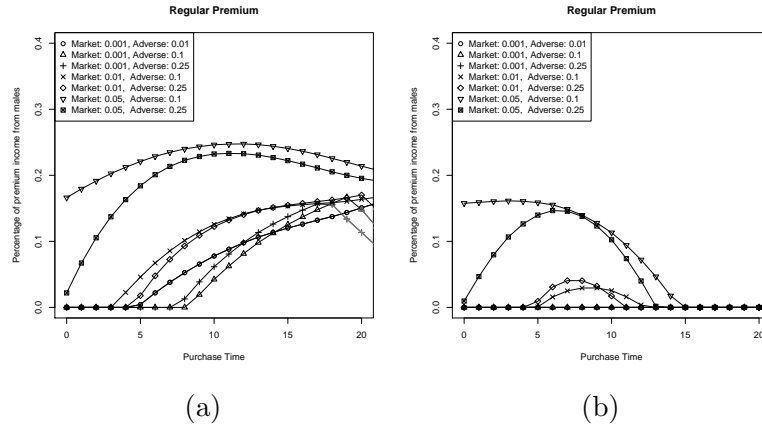 Regular Premium
Percentage of premium income from males
0.0
0.1
0.2
0.3
0.4
Market: 0.001, Adverse: 0.01
Market: 0.001, Adverse: 0.1
Market: 0.001, Adverse: 0.25
Market: 0.01, Adverse: 0.1
Market: 0.01, Adverse: 0.25
Market: 0.05, Adverse: 0.1
Market: 0.05, Adverse: 0.25
0 5 10 15 20
Purchase Time
(a)
Regular Premium
Percentage of premium income from males
0.0
0.1
0.2
0.3
0.4
Market: 0.001, Adverse: 0.01
Market: 0.001, Adverse: 0.1
Market: 0.001, Adverse: 0.25
Market: 0.01, Adverse: 0.1
Market: 0.01, Adverse: 0.25
Market: 0.05, Adverse: 0.1
Market: 0.05, Adverse: 0.25
0 5 10 15 20
Purchase Time
(b)